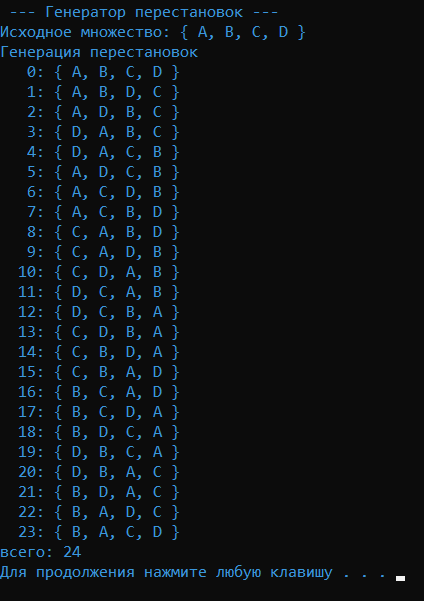 --- Генератор перестановок ---
Исходное множество: { A, B, C, D }
Генерация перестановок
0: { A, B, C, D }
1: { A, B, D, C }
2: { A, D, B, C }
3: { D, A, B, C }
4: { D, A, C, B }
5: { A, D, C, B }
6: { A, C, D, B }
7: { A, C, B, D }
8: { C, A, B, D }
9: { C, A, D, B }
10: { C, D, A, B }
11: { D, C, A, B }
12: { D, C, B, A }
13: { C, D, B, A }
14: { C, B, D, A }
15: { C, B, A, D }
16: { B, C, A, D }
17: { B, C, D, A }
18: { B, D, C, A }
19: { D, B, C, A }
20: { D, B, A, C }
21: { B, D, A, C }
22: { B, A, D, C }
23: { B, A, C, D }
всего: 24
Для продолжения нажмите любую клавишу . . .